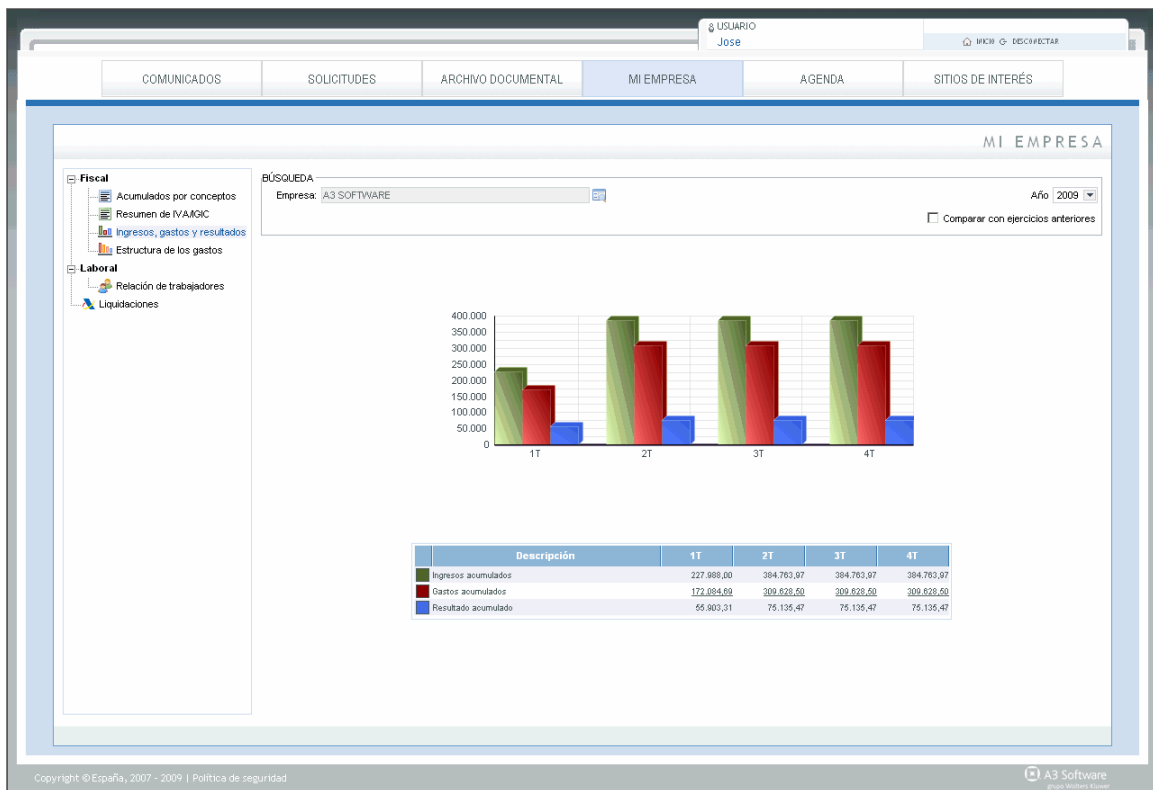 USUARIO
Jose
INICIO DESCONECTAR
COMUNICADOS SOLICITUDES ARCHIVO DOCUMENTAL MI EMPRESA AGENDA SITIOS DE INTERÉS
MI EMPRESA
Fiscal
Acumulados por conceptos
Resumen de IVA/IGIC
Ingresos, gastos y resultados
Estructura de los gastos
Laboral
Relación de trabajadores
Liquidaciones
BÚSQUEDA
Empresa: A3 SOFTWARE
Año 2009
Comparar con ejercicios anteriores
400.000
350.000
300.000
250.000
200.000
150.000
100.000
50.000
0
1T 2T 3T 4T
Descripción 1T 2T 3T 4T
Ingresos acumulados 227.988,00 384.763,97 384.763,97 384.763,97
Gastos acumulados 172.084,69 309.628,50 309.628,50 309.628,50
Resultado acumulado 55.903,31 75.135,47 75.135,47 75.135,47
Copyright © España, 2007 - 2009 | Política de seguridad
A3 Software
grupo Wolters Kluwer